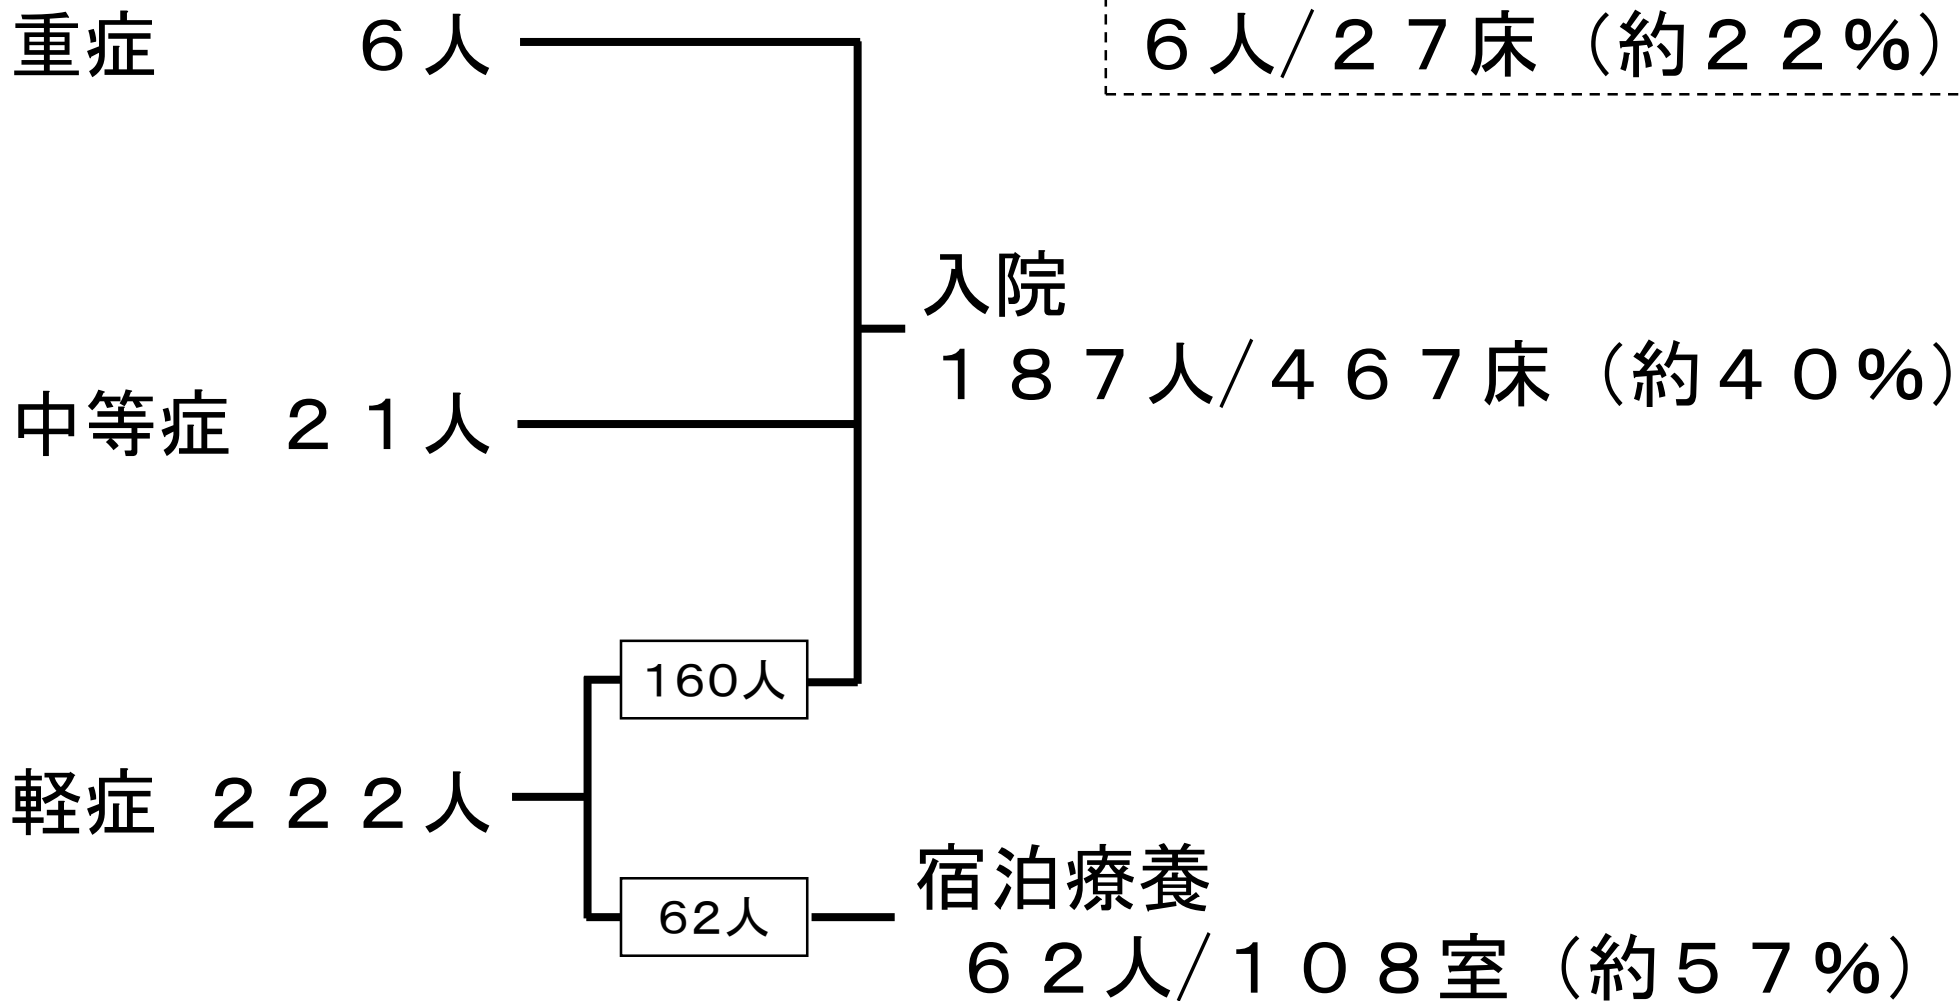 重症　　　６人
６人/２７床（約２２%）
入院
１８７人/４６７床（約４０%）
中等症　２１人
160人
軽症　２２２人
62人
宿泊療養
６２人/１０８室（約５７%）